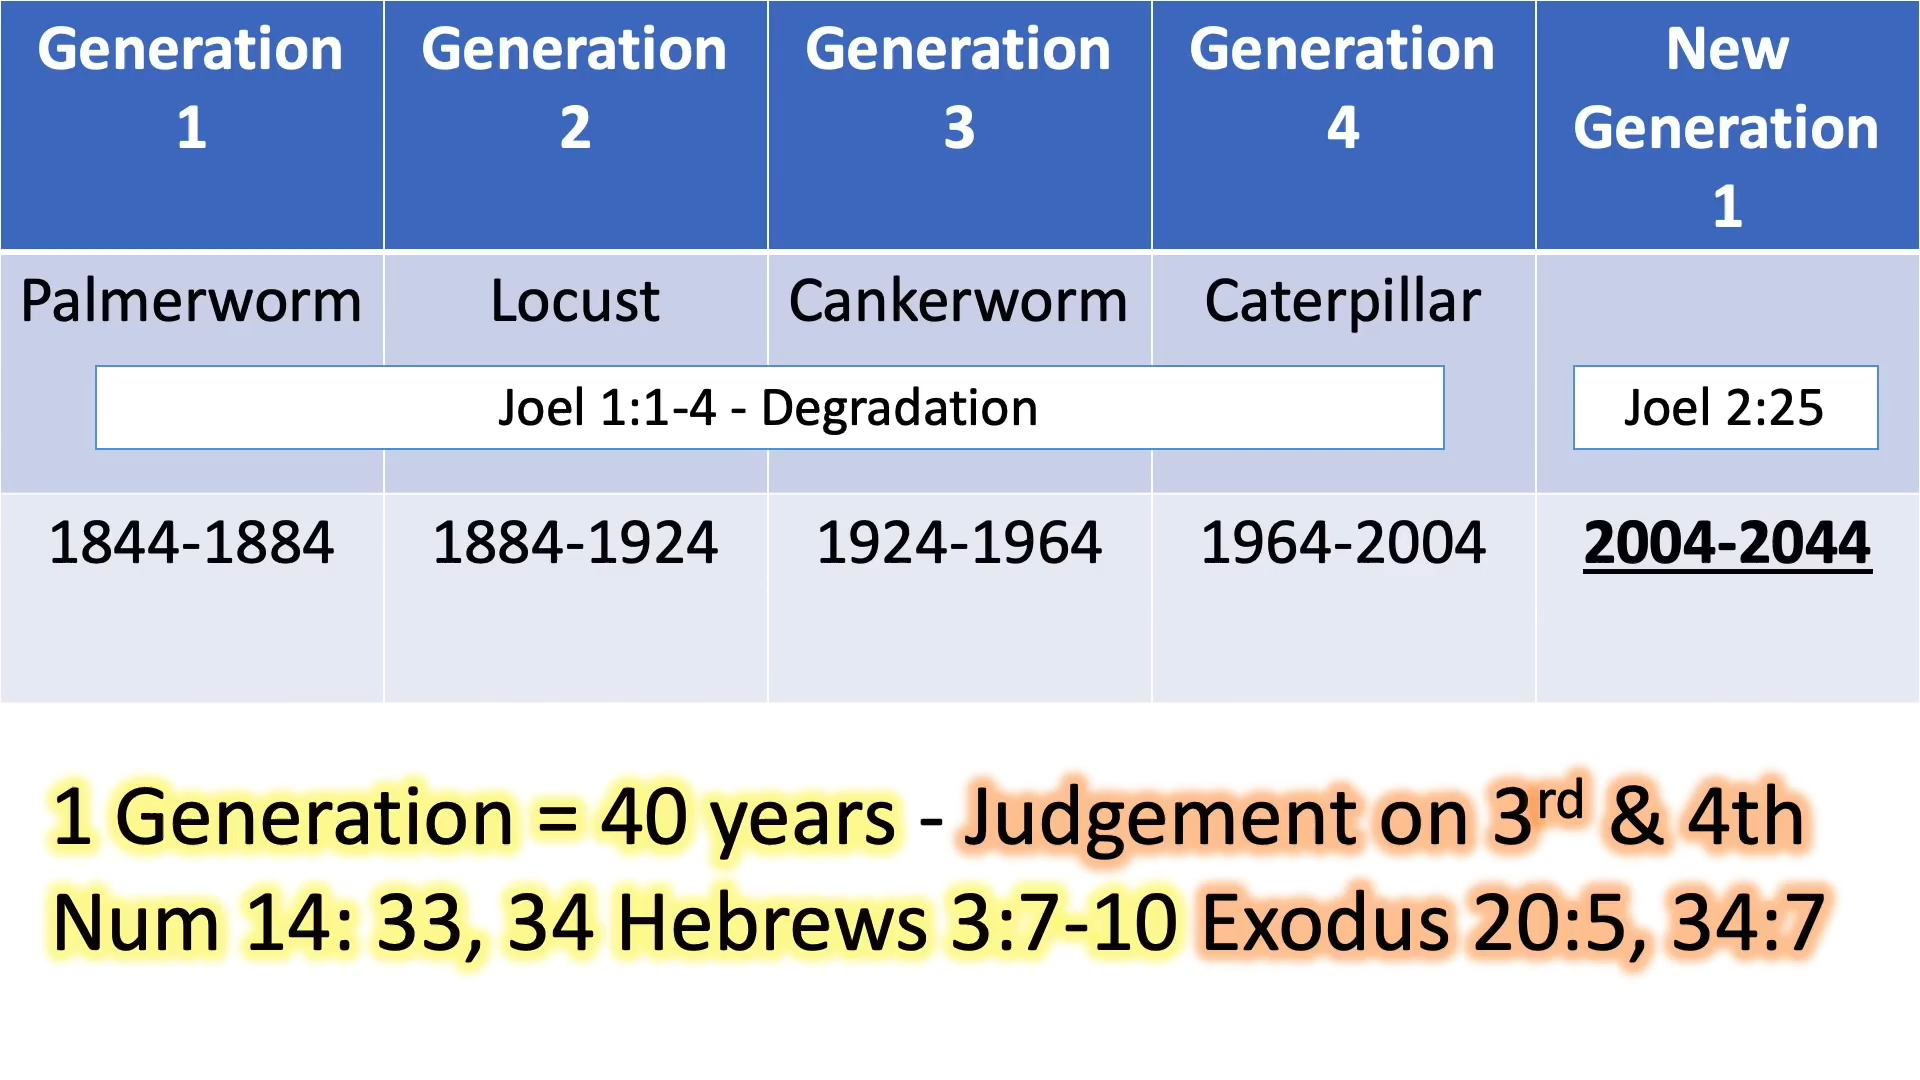 Generation 1
Generation 2
Generation 3
Generation 4
New Generation 1
Palmerworm
Locust
Cankerworm
Caterpillar
Joel 1:1-4 - Degradation
Joel 2:25
1844-1884
1884-1924
1924-1964
1964-2004
2004-2044
1 Generation = 40 years - Judgement on 3rd & 4th
Num 14: 33, 34 Hebrews 3:7-10 Exodus 20:5, 34:7